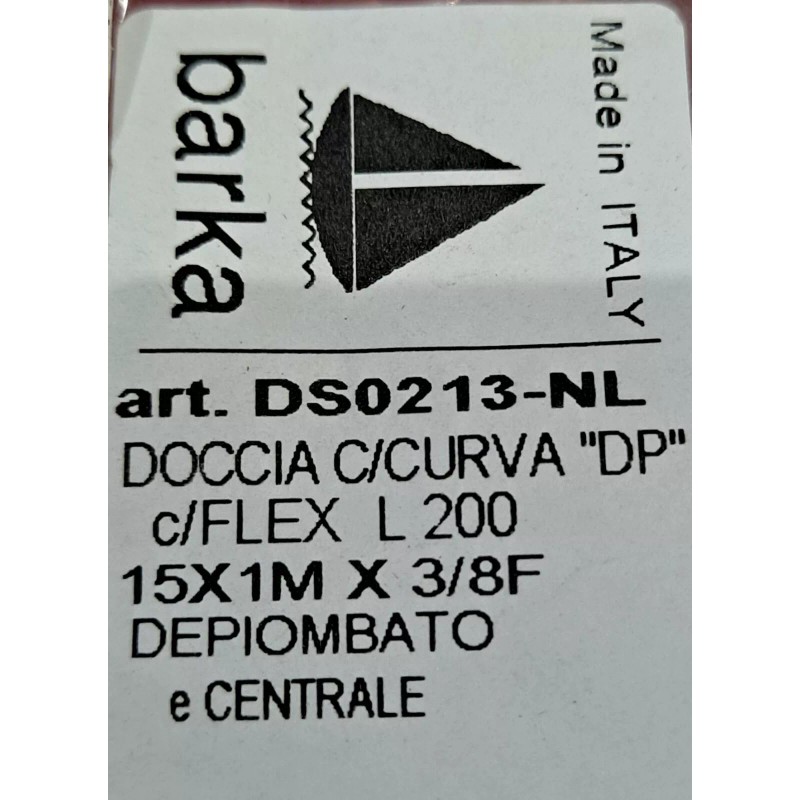 barka
Made in ITALY
art. DS0213-NL
DOCCIA C/CURVA "DP"
c/FLEX L 200
15X1M X 3/8F
DEPIOMBATO
e CENTRALE